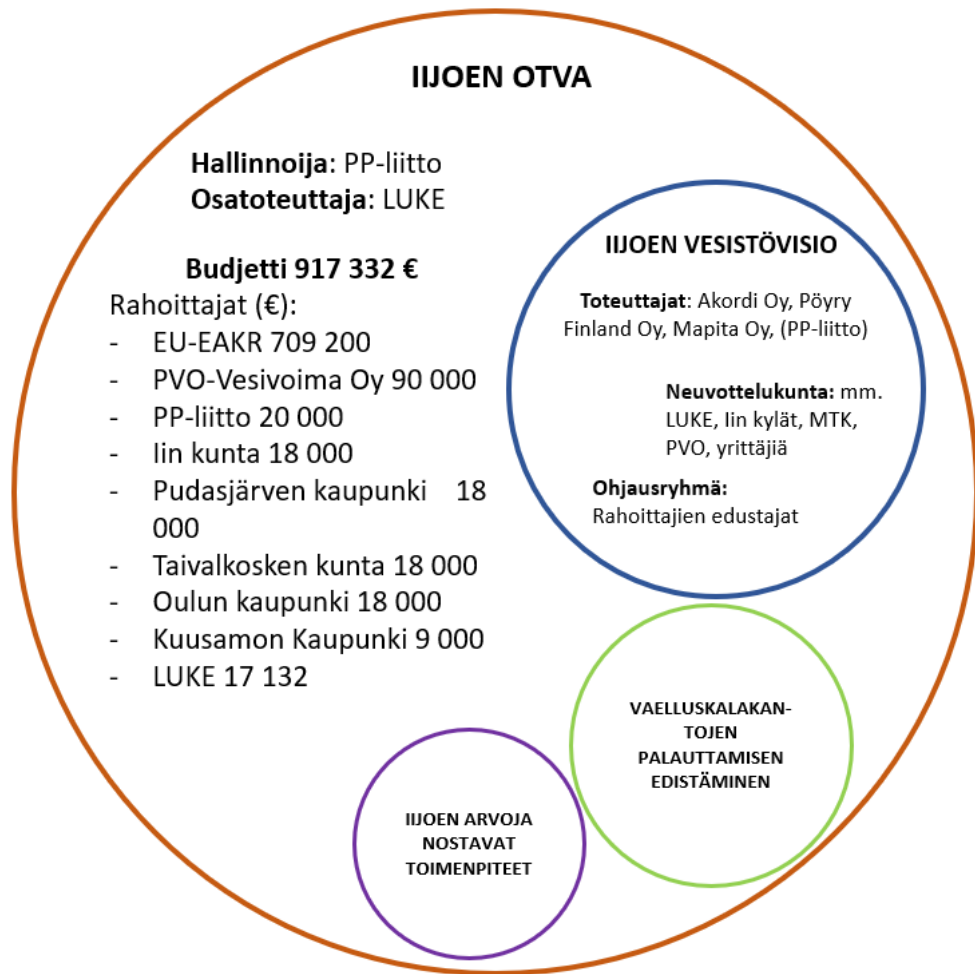 IIJOEN OTVA
Hallinnoija: PP-liitto
Osatoteuttaja: LUKE
Budjetti 917 332 €
Rahoittajat (€):
- EU-EAKR 709 200
- PVO-Vesivoima Oy 90 000
- PP-liitto 20 000
- Iin kunta 18 000
- Pudasjärven kaupunki 18
000
- Taivalkosken kunta 18 000
- Oulun kaupunki 18 000
- Kuusamon Kaupunki 9 000
- LUKE 17 132
IIJOEN VESISTÖVISIO
Toteuttajat: Akordi Oy, Pöyry
Finland Oy, Mapita Oy, (PP-liitto)
Neuvottelukunta: mm.
LUKE, Iin kylät, MTK,
PVO, yrittäjiä
Ohjausryhmä:
Rahoittajien edustajat
VAELLUSKALAKAN-
TOJEN
PALAUTTAMISEN
EDISTÄMINEN
IIJOEN ARVOJA
NOSTAVAT
TOIMENPITEET